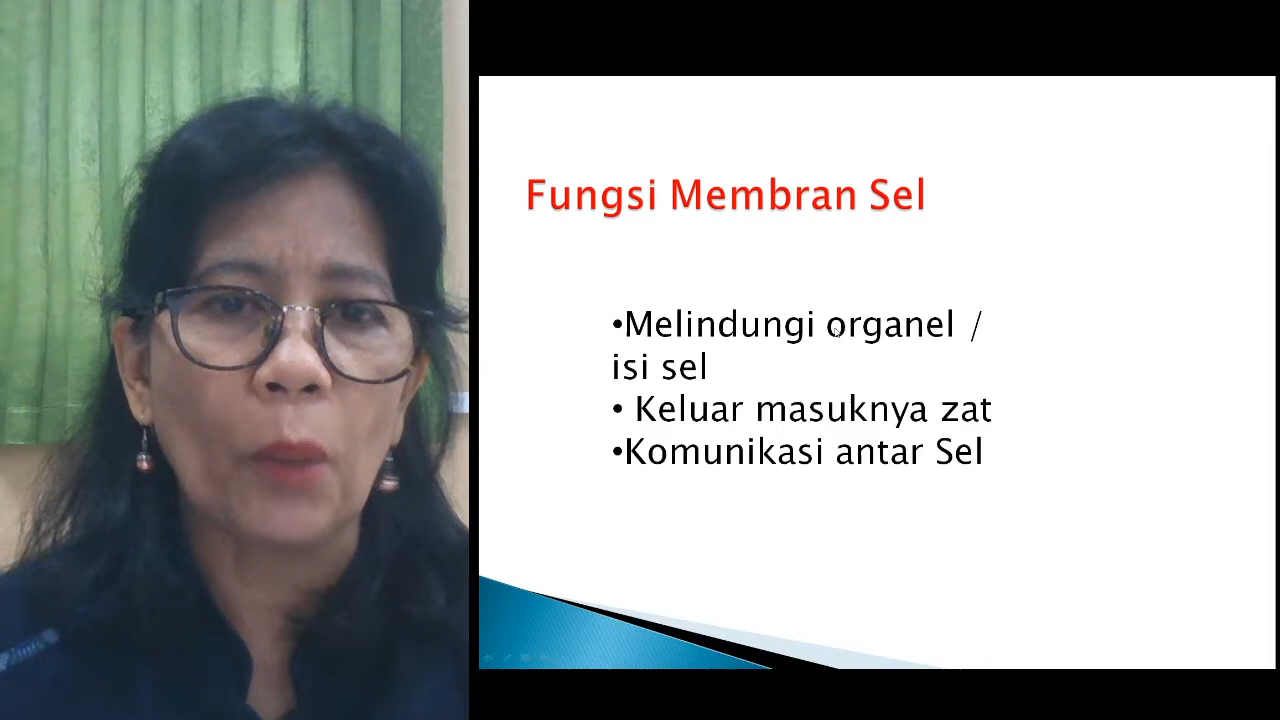 Fungsi Membran Sel
•Melindungi organel /
isi sel
• Keluar masuknya zat
•Komunikasi antar Sel